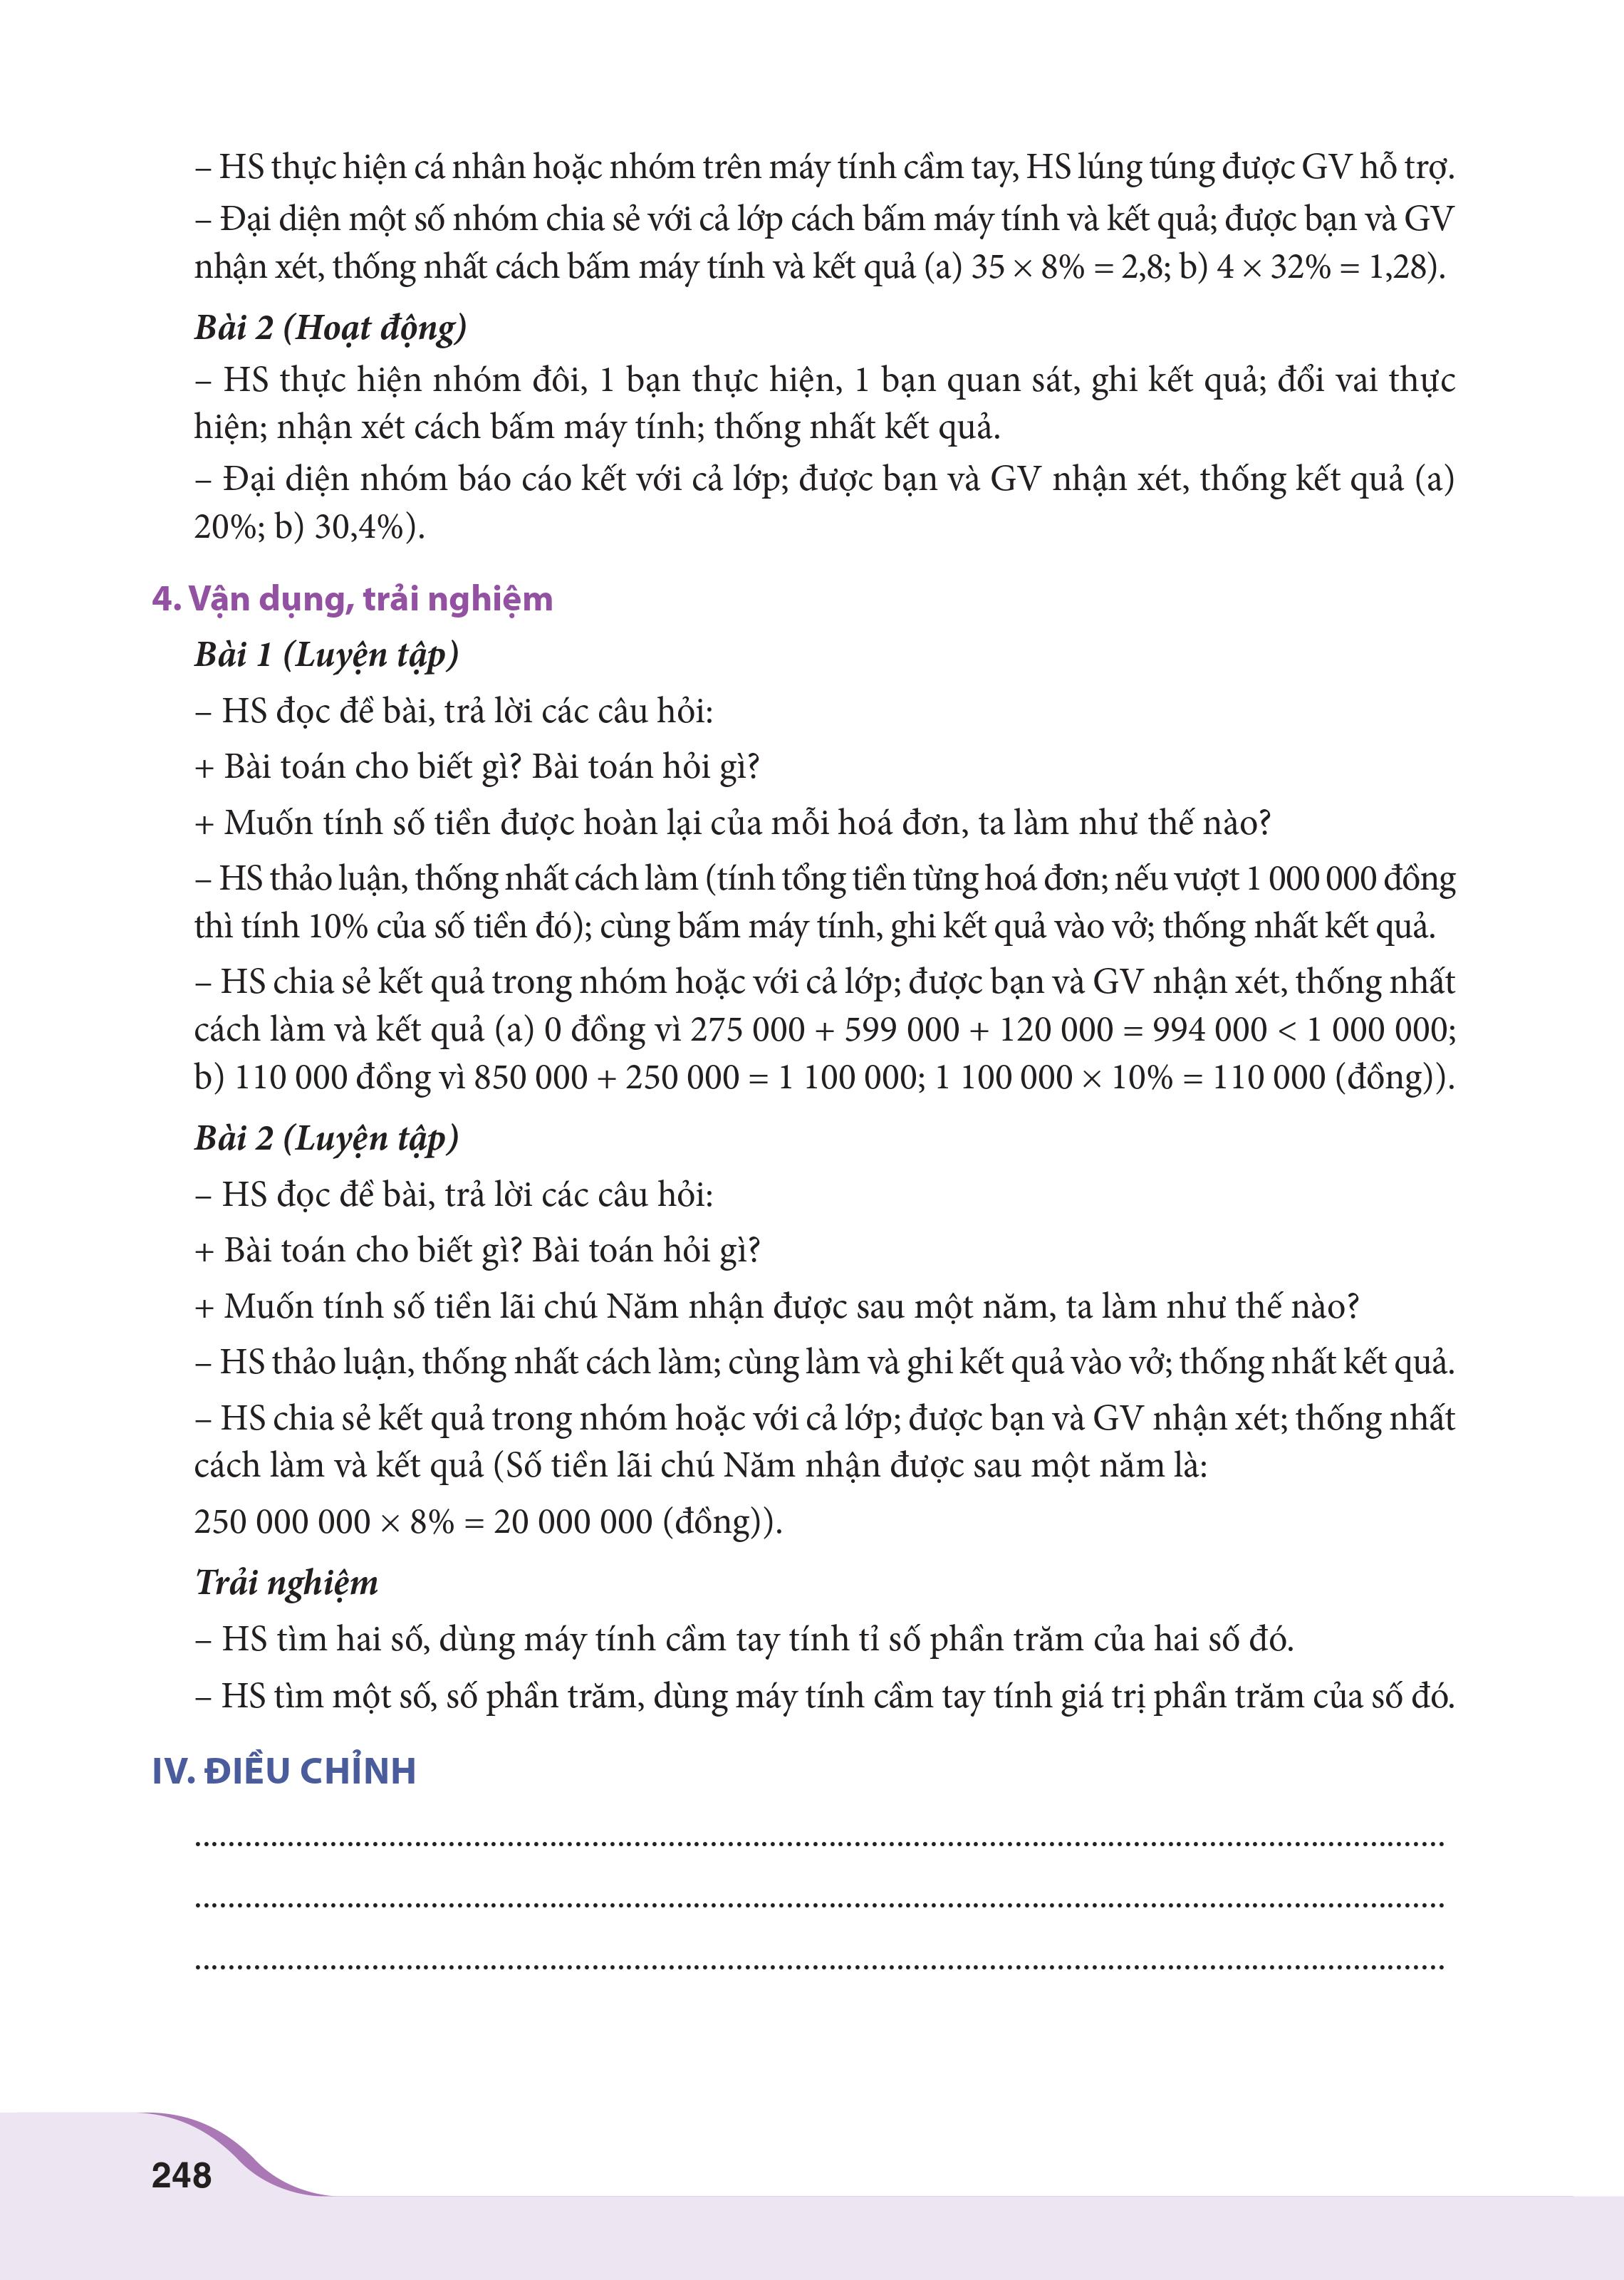 – HS thực hiện cá nhân hoặc nhóm trên máy tính cầm tay, HS lúng túng được GV hỗ trợ.
– Đại diện một số nhóm chia sẻ với cả lớp cách bấm máy tính và kết quả; được bạn và GV
nhận xét, thống nhất cách bấm máy tính và kết quả (a) 35 × 8% = 2,8; b) 4 × 32% = 1,28).
Bài 2 (Hoạt động)
– HS thực hiện nhóm đôi, 1 bạn thực hiện, 1 bạn quan sát, ghi kết quả; đổi vai thực
hiện; nhận xét cách bấm máy tính; thống nhất kết quả.
– Đại diện nhóm báo cáo kết với cả lớp; được bạn và GV nhận xét, thống kết quả (a)
20%; b) 30,4%).
4. Vận dụng, trải nghiệm
Bài 1 (Luyện tập)
– HS đọc đề bài, trả lời các câu hỏi:
+ Bài toán cho biết gì? Bài toán hỏi gì?
+ Muốn tính số tiền được hoàn lại của mỗi hoá đơn, ta làm như thế nào?
– HS thảo luận, thống nhất cách làm (tính tổng tiền từng hoá đơn; nếu vượt 1 000 000 đồng
thì tính 10% của số tiền đó); cùng bấm máy tính, ghi kết quả vào vở; thống nhất kết quả.
– HS chia sẻ kết quả trong nhóm hoặc với cả lớp; được bạn và GV nhận xét, thống nhất
cách làm và kết quả (a) 0 đồng vì 275 000 + 599 000 + 120 000 = 994 000 < 1 000 000;
b) 110 000 đồng vì 850 000 + 250 000 = 1 100 000; 1 100 000 × 10% = 110 000 (đồng)).
Bài 2 (Luyện tập)
– HS đọc đề bài, trả lời các câu hỏi:
+ Bài toán cho biết gì? Bài toán hỏi gì?
+ Muốn tính số tiền lãi chú Năm nhận được sau một năm, ta làm như thế nào?
– HS thảo luận, thống nhất cách làm; cùng làm và ghi kết quả vào vở; thống nhất kết quả.
– HS chia sẻ kết quả trong nhóm hoặc với cả lớp; được bạn và GV nhận xét; thống nhất
cách làm và kết quả (Số tiền lãi chú Năm nhận được sau một năm là:
250 000 000 × 8% = 20 000 000 (đồng)).
Trải nghiệm
– HS tìm hai số, dùng máy tính cầm tay tính tỉ số phần trăm của hai số đó.
– HS tìm một số, số phần trăm, dùng máy tính cầm tay tính giá trị phần trăm của số đó.
IV. ĐIỀU CHỈNH
248